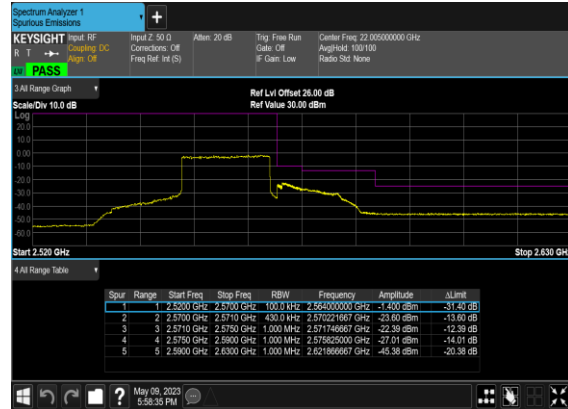 Spectrum Analyzer 1
Spurious Emissions
KEYSIGHT Input: RF Input Z: 50 Ω Atten: 20 dB Trig: Free Run Center Freq: 22.005000000 GHz
R T Coupling: DC Corrections: Off Gate: Off Avg|Hold: 100/100
Align: Off Freq Ref: Int (S) IF Gain: Low Radio Std: None
PASS
3 All Range Graph
Ref Lvl Offset 26.00 dB
Scale/Div 10.0 dB Ref Value 30.00 dBm
Log
20.0
10.0
0.00
-10.0
-20.0
-30.0
-40.0
-50.0
-60.0
Start 2.520 GHz Stop 2.630 GHz
4 All Range Table
Spur Range Start Freq Stop Freq RBW Frequency Amplitude ΔLimit
1 1 2.5200 GHz 2.5700 GHz 100.0 kHz 2.564000000 GHz -1.400 dBm -31.40 dB
2 2 2.5700 GHz 2.5710 GHz 430.0 kHz 2.570221667 GHz -23.60 dBm -13.60 dB
3 3 2.5710 GHz 2.5750 GHz 1.000 MHz 2.571746667 GHz -22.39 dBm -12.39 dB
4 4 2.5750 GHz 2.5900 GHz 1.000 MHz 2.575825000 GHz -27.01 dBm -14.01 dB
5 5 2.5900 GHz 2.6300 GHz 1.000 MHz 2.621866667 GHz -45.38 dBm -20.38 dB
May 09, 2023
5:58:35 PM